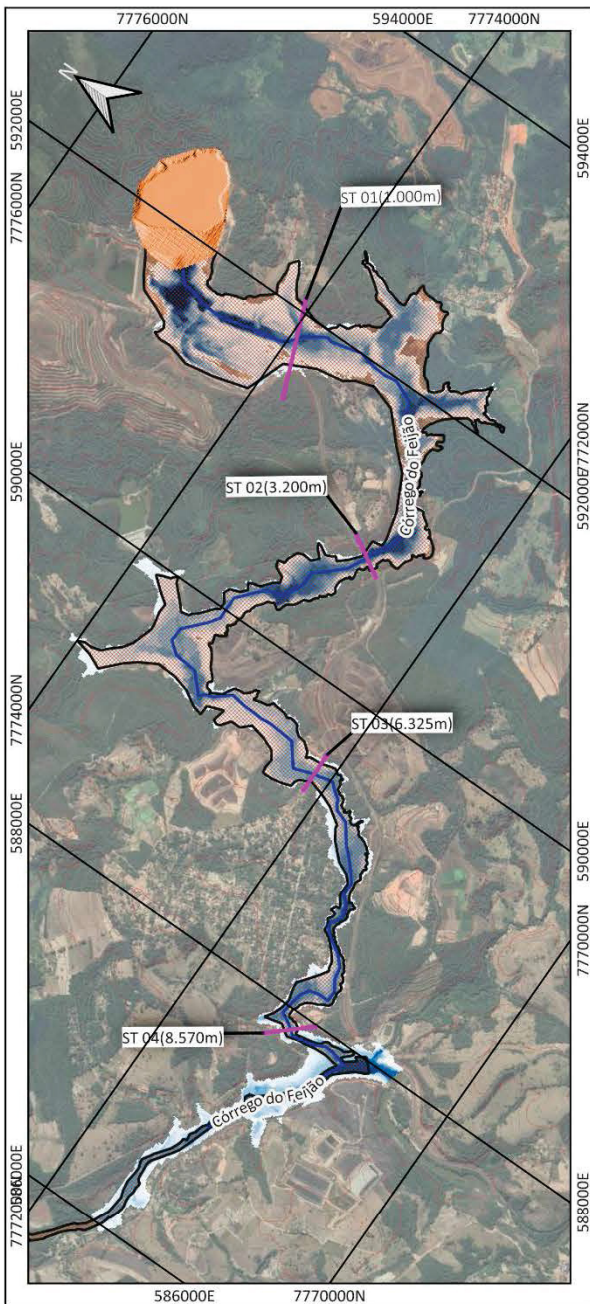 7776000N
5940000E
7774000N
N
592000E
7776000N
594000E
ST 01(1.000m)
7772000N
590000E
592000E
Córrego do Feijão
ST 02(3.200m)
7774000N
ST 03(6.325m)
588000E
590000E
7770000N
ST 04(8.570m)
Córrego do Feijão
588000E
586000E
7770000N